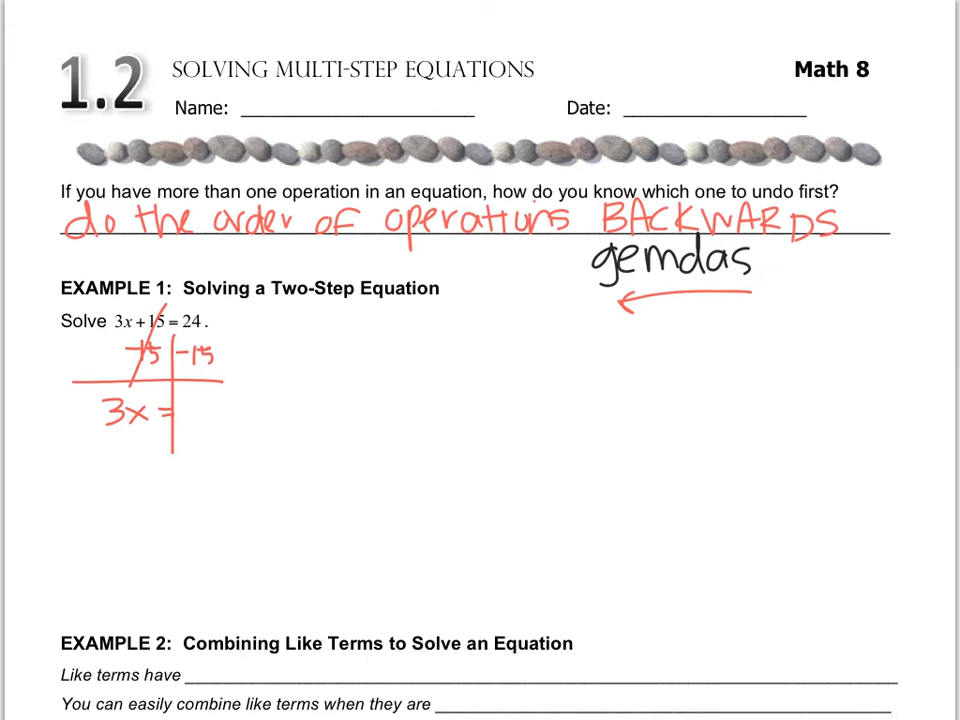 1.2 SOLVING MULTI-STEP EQUATIONS Math 8
Name: ______________________ Date: _________________
If you have more than one operation in an equation, how do you know which one to undo first?
do the order of operations BACKWARDS
gemdas
EXAMPLE 1: Solving a Two-Step Equation
Solve 3x + 15 = 24.
-15 -15
3x =
EXAMPLE 2: Combining Like Terms to Solve an Equation
Like terms have ______________________
You can easily combine like terms when they are ______________________